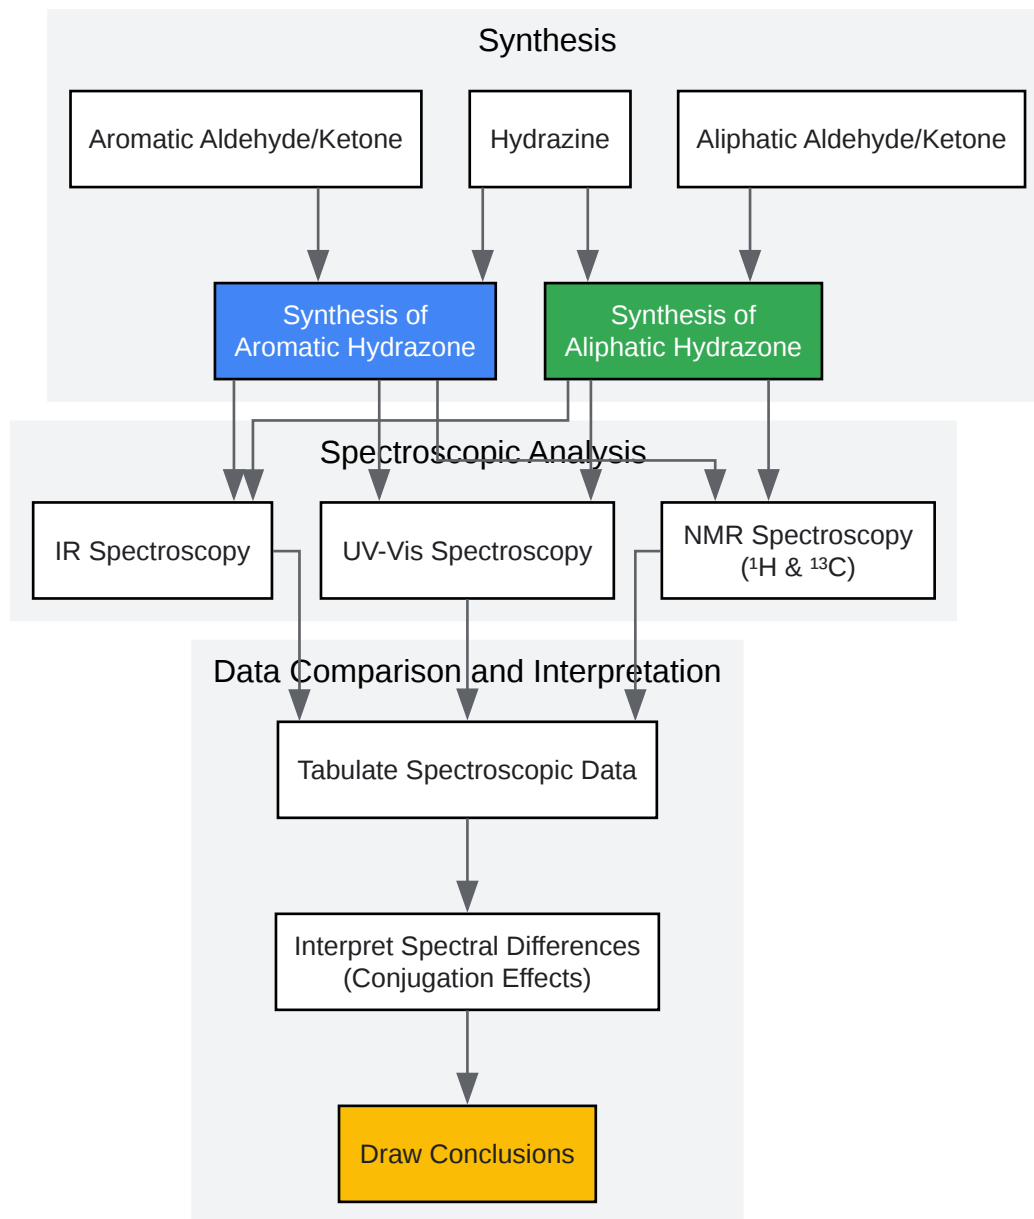 Synthesis
Aromatic Aldehyde/Ketone
Hydrazine
Aliphatic Aldehyde/Ketone
Synthesis of
Aromatic Hydrazone
Synthesis of
Aliphatic Hydrazone
Spectroscopic Analysis
IR Spectroscopy
UV-Vis Spectroscopy
NMR Spectroscopy
(¹H & ¹³C)
Data Comparison and Interpretation
Tabulate Spectroscopic Data
Interpret Spectral Differences
(Conjugation Effects)
Draw Conclusions